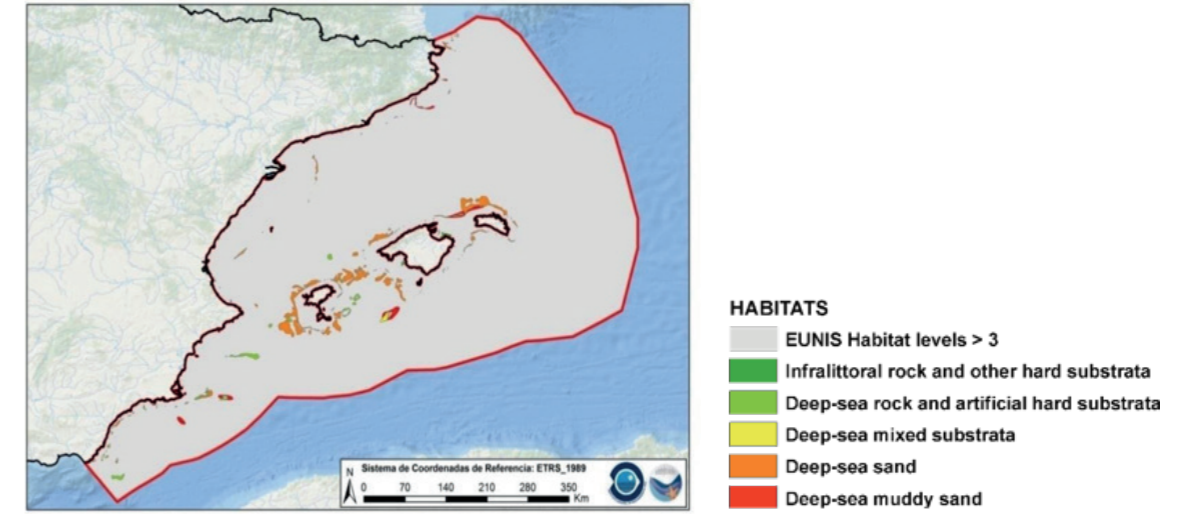 Sistema de Coordenadas de Referencia: ETRS_1989
N
0 70 140 210 280 350
Km
HABITATS
EUNIS Habitat levels > 3
Infralittoral rock and other hard substrata
Deep-sea rock and artificial hard substrata
Deep-sea mixed substrata
Deep-sea sand
Deep-sea muddy sand